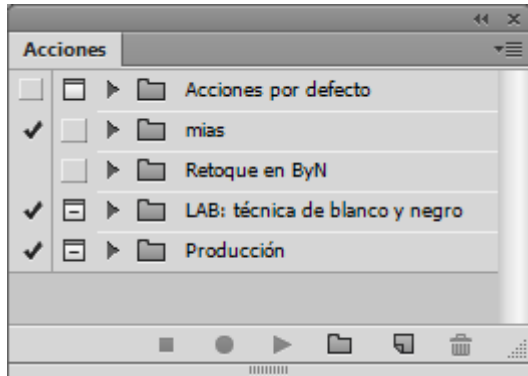 Acciones
Acciones por defecto
mias
Retoque en ByN
LAB: técnica de blanco y negro
Producción